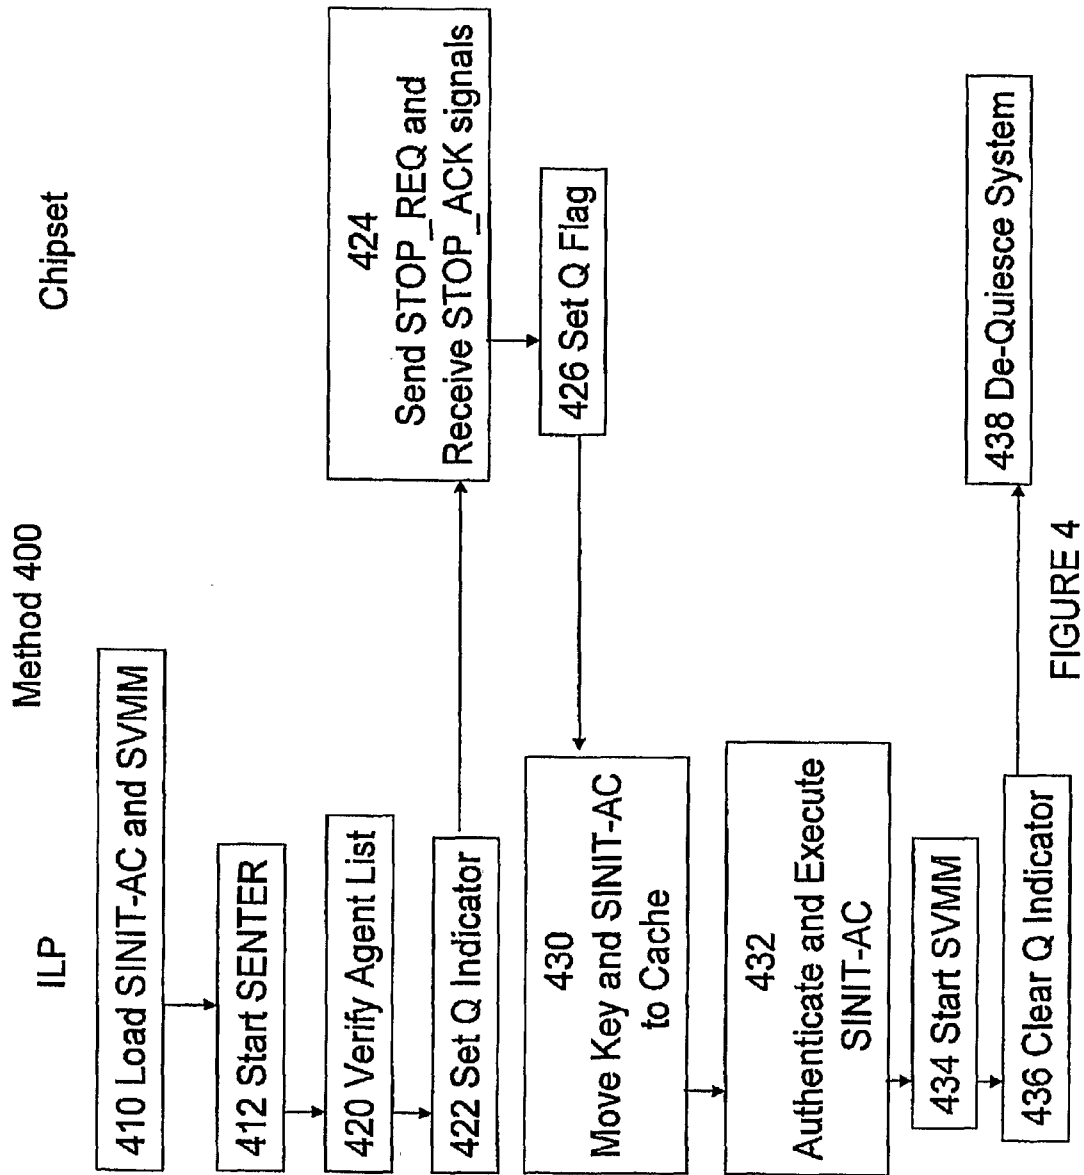 Method 400
ILP
Chipset
410 Load SINIT-AC and SVMM
412 Start SENTER
420 Verify Agent List
422 Set Q Indicator
424
Send STOP_REQ and
Receive STOP_ACK signals
426 Set Q Flag
430
Move Key and SINIT-AC
to Cache
432
Authenticate and Execute
SINIT-AC
434 Start SVMM
436 Clear Q Indicator
438 De-Quiesce System
FIGURE 4